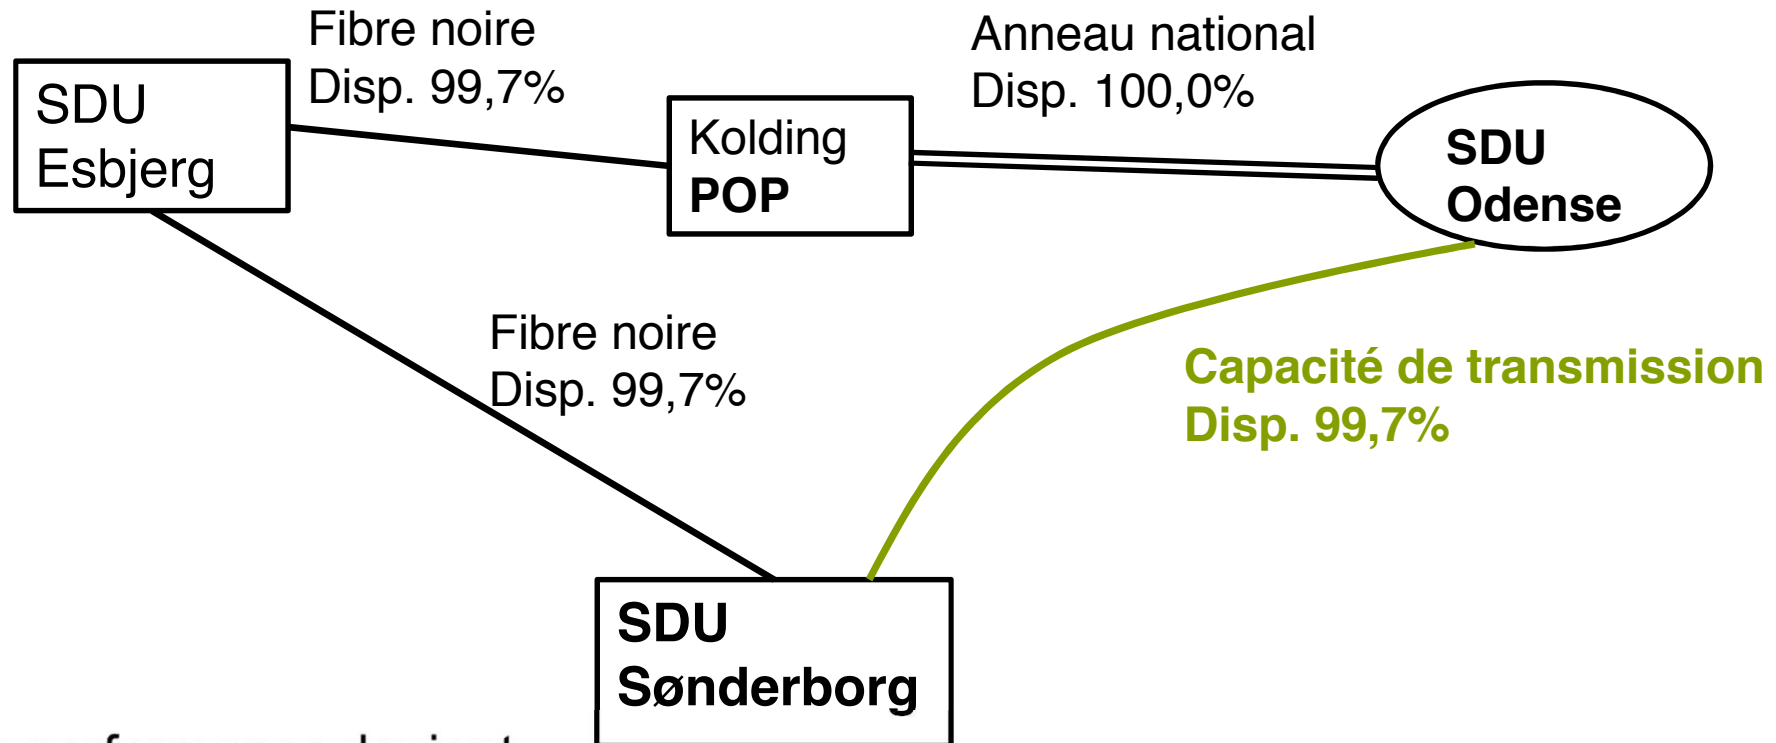 Fibre noire
Disp. 99,7%
Anneau national
Disp. 100,0%
SDU
Esbjerg
Kolding
POP
SDU
Odense
Fibre noire
Disp. 99,7%
Capacité de transmission
Disp. 99,7%
SDU
Sønderborg